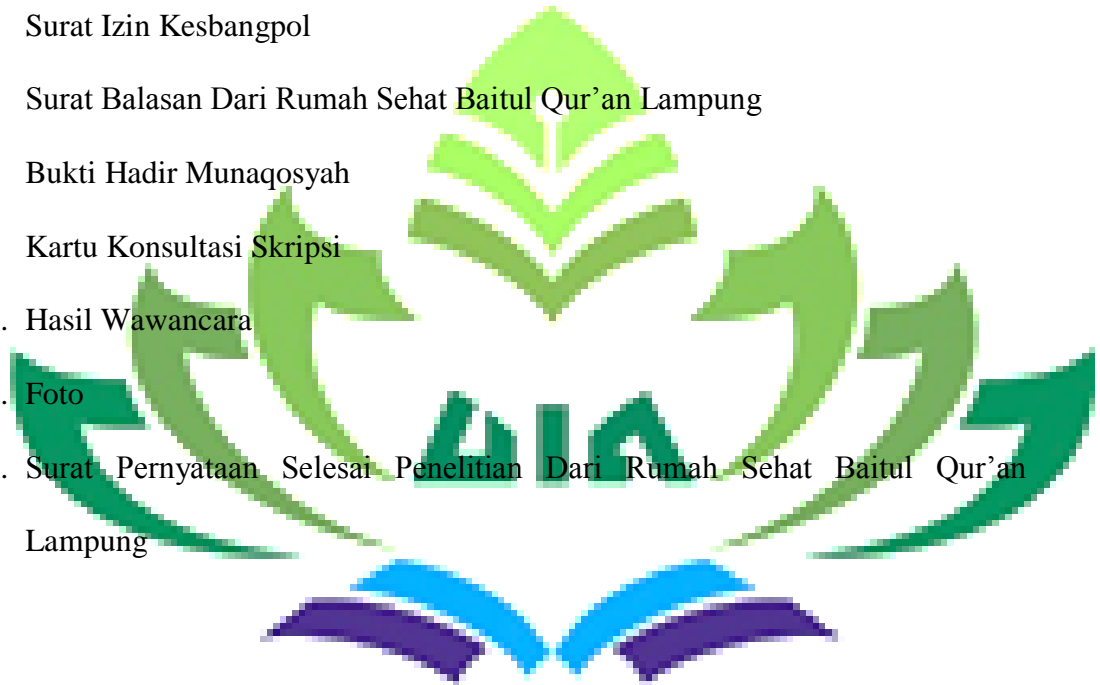 Surat Izin Kesbangpol
Surat Balasan Dari Rumah Sehat Baitul Qur’an Lampung
Bukti Hadir Munaqosyah
Kartu Konsultasi Skripsi
. Hasil Wawancara
. Foto
. Surat Pernyataan Selesai Penelitian Dari Rumah Sehat Baitul Qur’an
Lampung